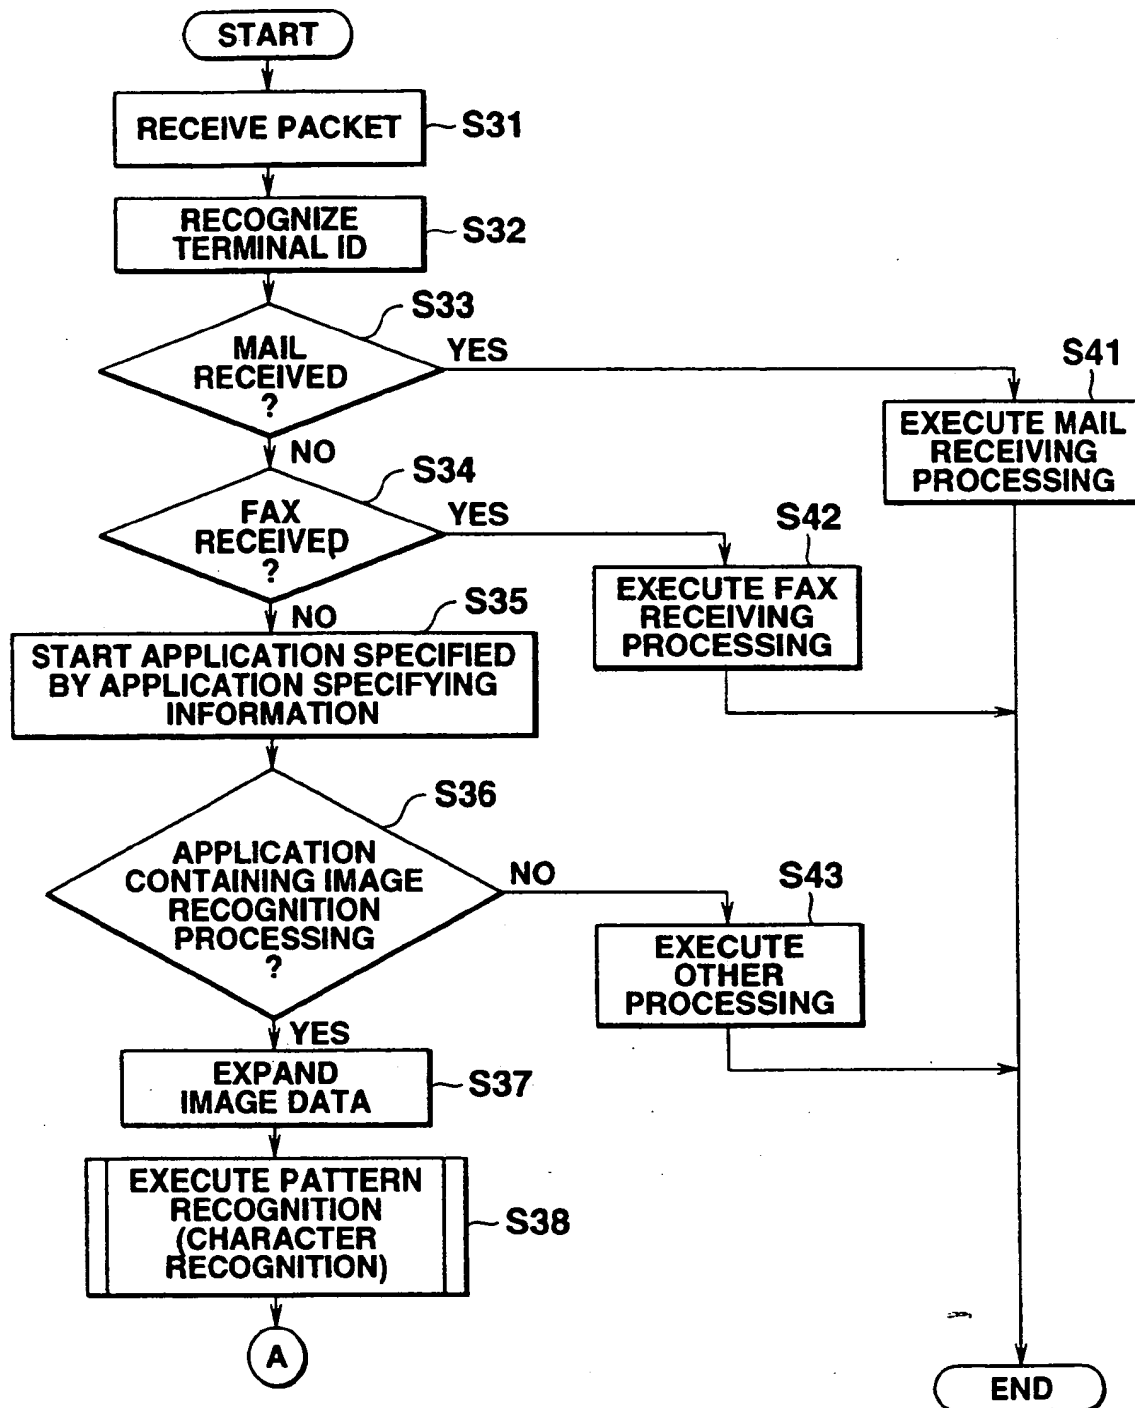 START
RECEIVE PACKET
S31
RECOGNIZE
TERMINAL ID
S32
S33
MAIL
RECEIVED
?
YES
NO
S41
EXECUTE MAIL
RECEIVING
PROCESSING
S34
FAX
RECEIVED
?
YES
NO
S42
EXECUTE FAX
RECEIVING
PROCESSING
S35
START APPLICATION SPECIFIED
BY APPLICATION SPECIFYING
INFORMATION
S36
APPLICATION
CONTAINING IMAGE
RECOGNITION
PROCESSING
?
NO
YES
S43
EXECUTE
OTHER
PROCESSING
EXPAND
IMAGE DATA
S37
EXECUTE PATTERN
RECOGNITION
(CHARACTER
RECOGNITION)
S38
A
END